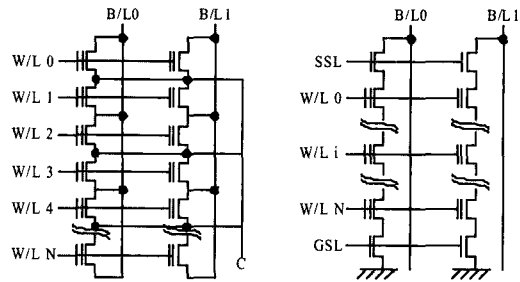 B/L0 B/L1
W/L 0
W/L 1
W/L 2
W/L 3
W/L 4
W/L N
C
B/L0 B/L1
SSL
W/L 0
W/L i
W/L N
GSL